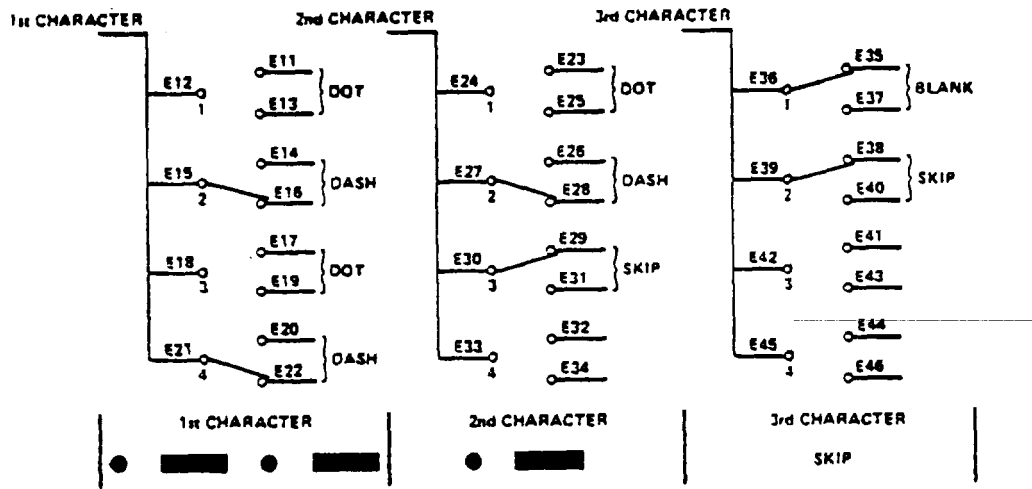 1st CHARACTER
E12
1
E11
E13
DOT
E15
2
E14
E16
DASH
E18
3
E17
E19
DOT
E21
4
E20
E22
DASH
2nd CHARACTER
E24
1
E23
E25
DOT
E27
2
E26
E28
DASH
E30
3
E29
E31
SKIP
E33
4
E32
E34
3rd CHARACTER
E36
1
E35
E37
BLANK
E39
2
E38
E40
SKIP
E42
3
E41
E43
E45
4
E44
E46
1st CHARACTER
2nd CHARACTER
3rd CHARACTER
SKIP